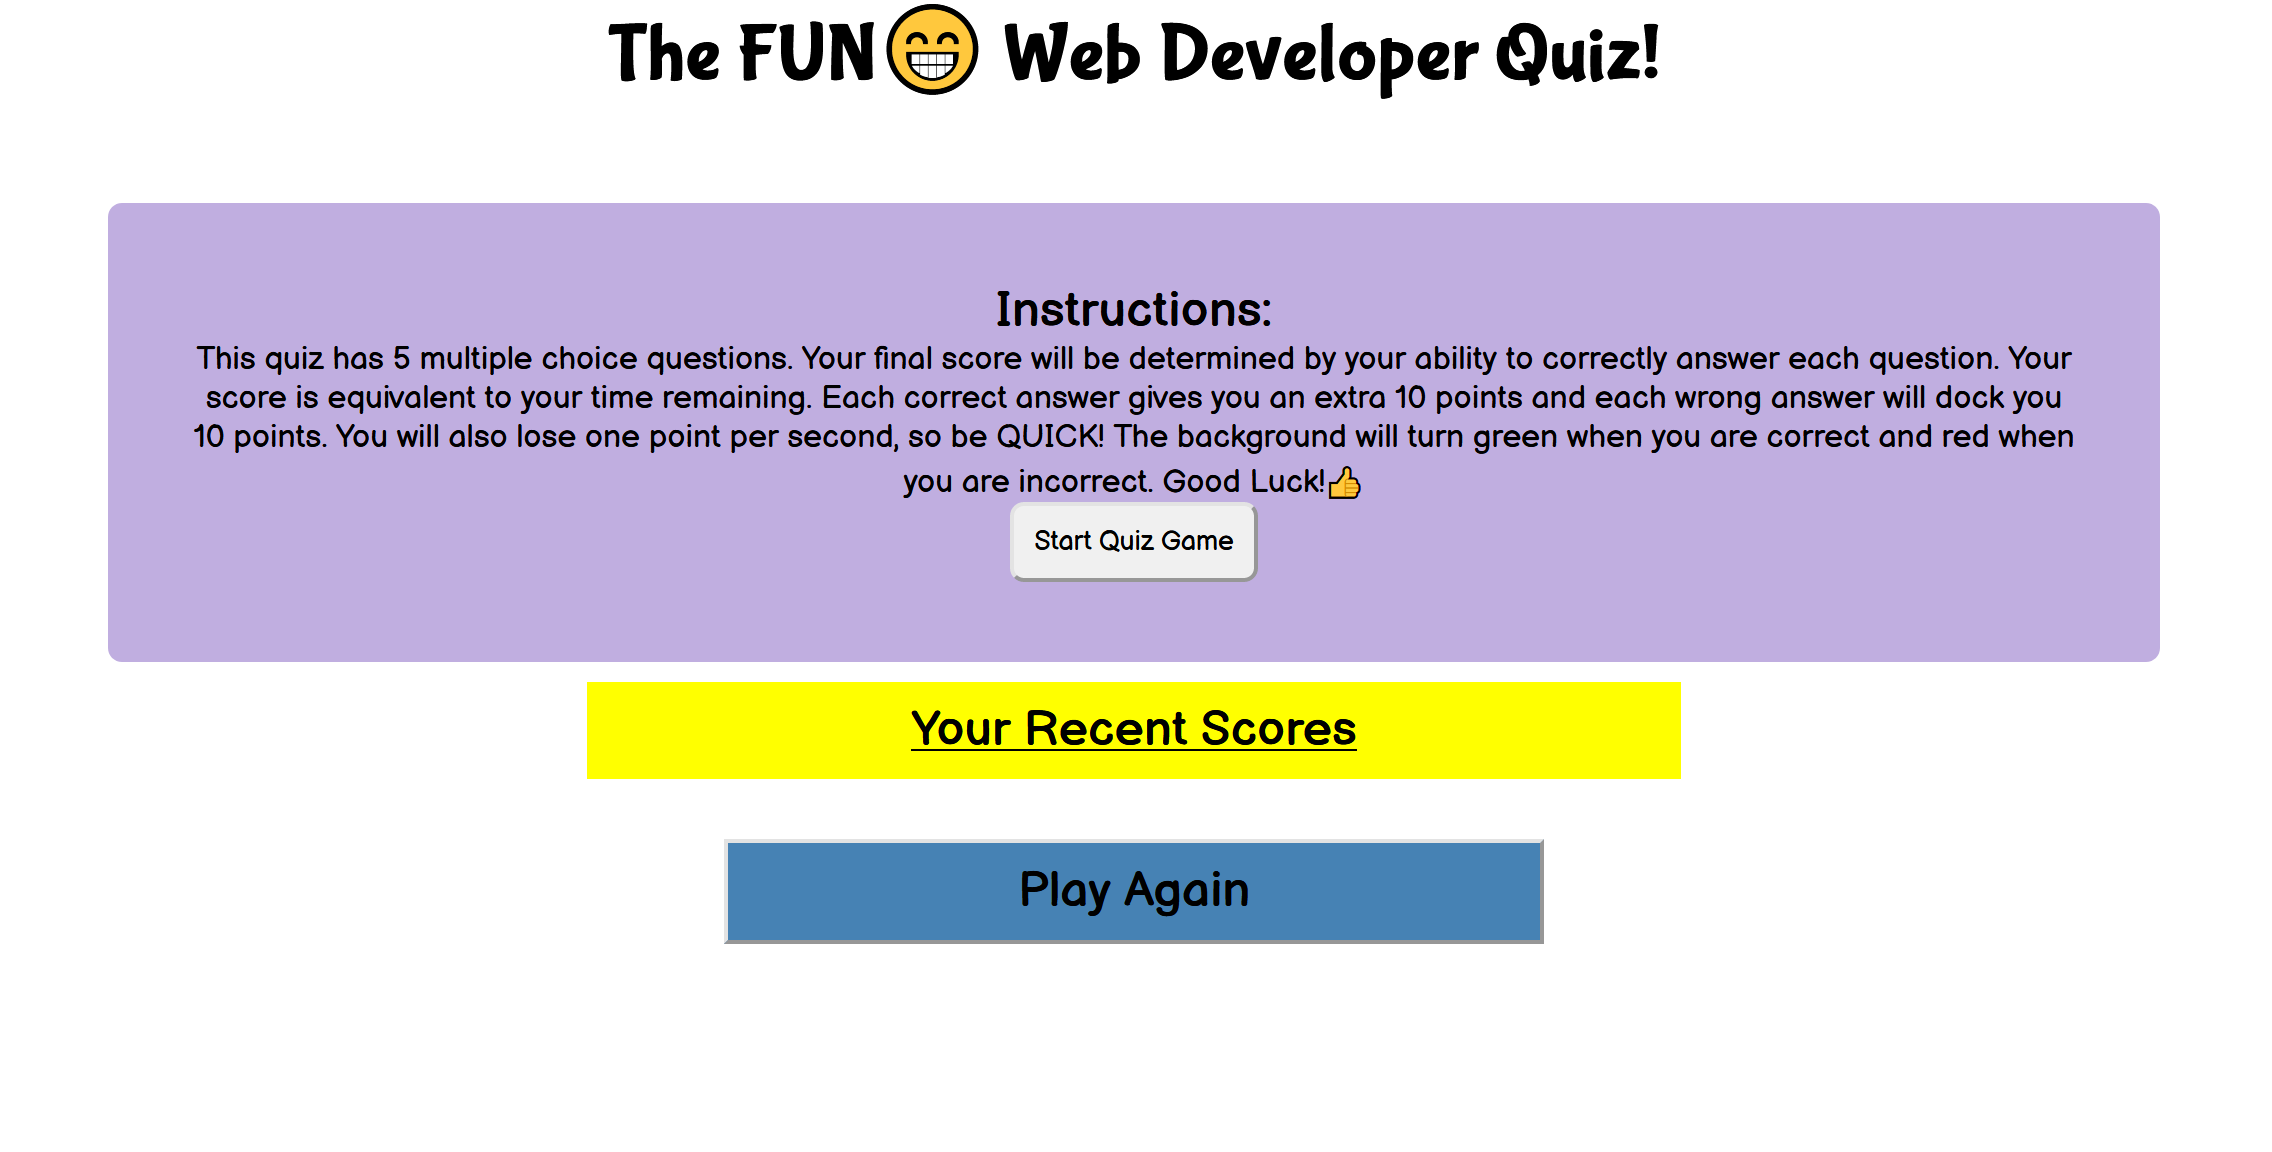 The FUN😁 Web Developer Quiz!
Instructions:
This quiz has 5 multiple choice questions. Your final score will be determined by your ability to correctly answer each question. Your
score is equivalent to your time remaining. Each correct answer gives you an extra 10 points and each wrong answer will dock you
10 points. You will also lose one point per second, so be QUICK! The background will turn green when you are correct and red when
you are incorrect. Good Luck!👍
Start Quiz Game
Your Recent Scores
Play Again